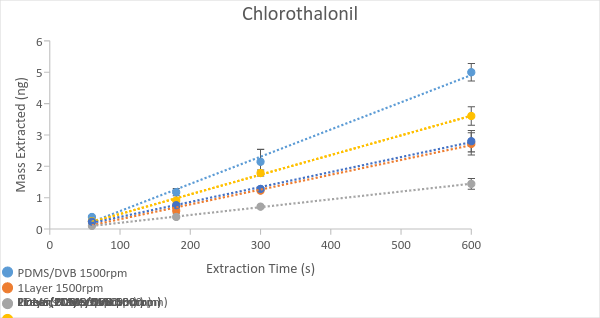 Chlorothalonil
6
5
4
3
2
1
0
Mass Extracted (ng)
0 100 200 300 400 500 600
Extraction Time (s)
PDMS/DVB 1500rpm
1Layer 1500rpm